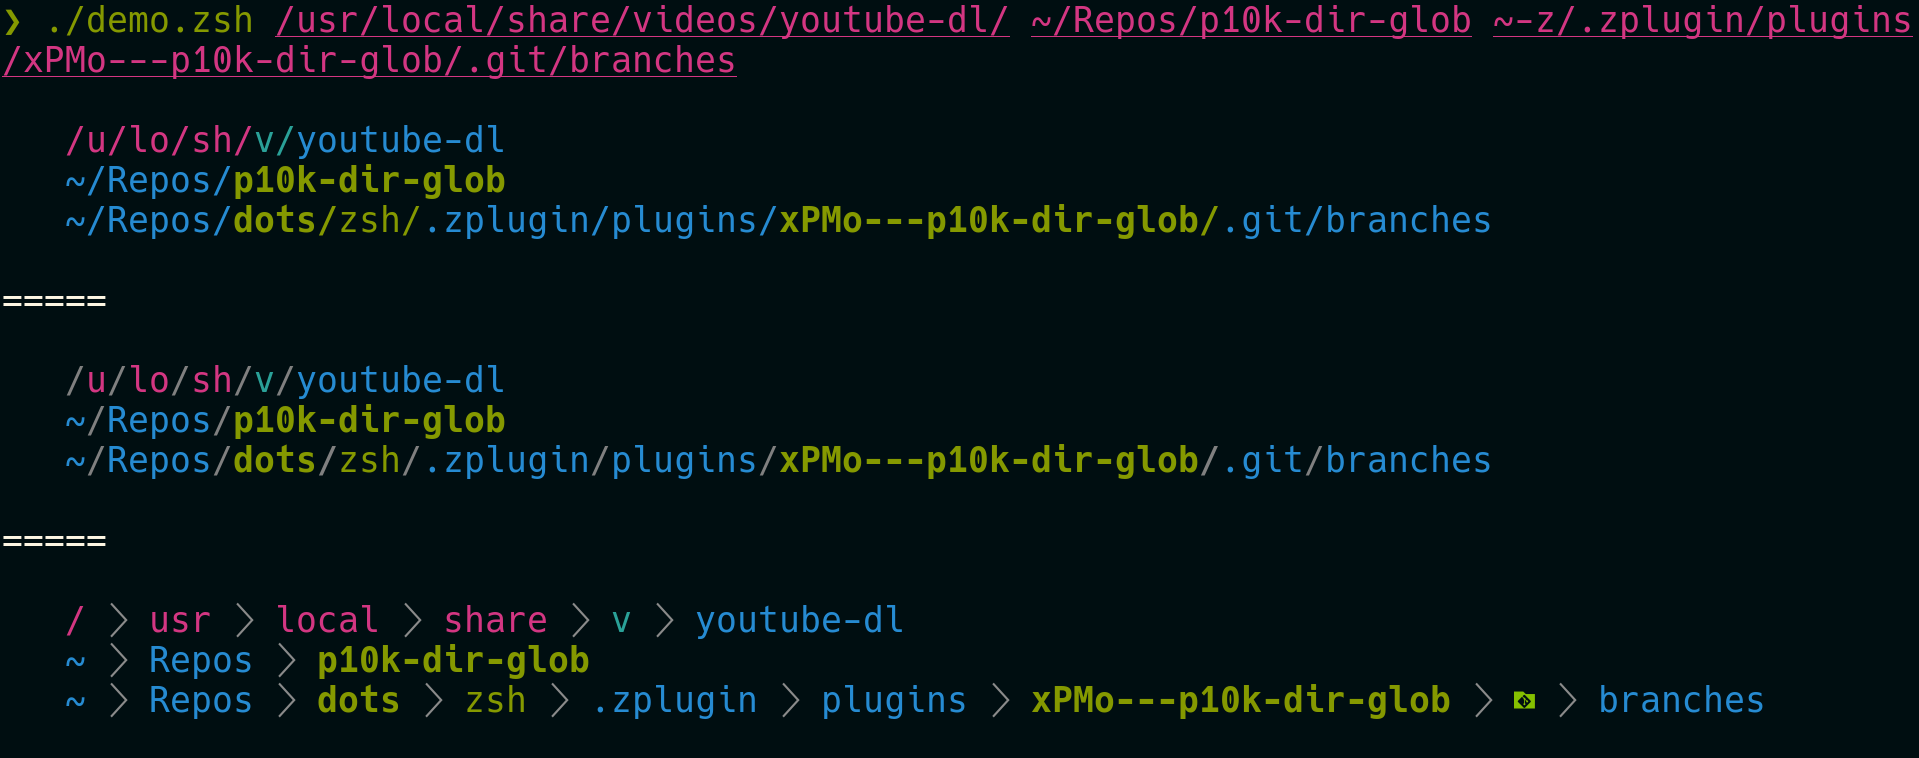 ❯ ./demo.zsh /usr/local/share/videos/youtube-dl/ ~/Repos/p10k-dir-glob ~-z/.zplugin/plugins
/xPMo---p10k-dir-glob/.git/branches
/u/lo/sh/v/youtube-dl
~/Repos/p10k-dir-glob
~/Repos/dots/zsh/.zplugin/plugins/xPMo---p10k-dir-glob/.git/branches
=====
/u/lo/sh/v/youtube-dl
~/Repos/p10k-dir-glob
~/Repos/dots/zsh/.zplugin/plugins/xPMo---p10k-dir-glob/.git/branches
=====
/ > usr > local > share > v > youtube-dl
~ > Repos > p10k-dir-glob
~ > Repos > dots > zsh > .zplugin > plugins > xPMo---p10k-dir-glob > > branches